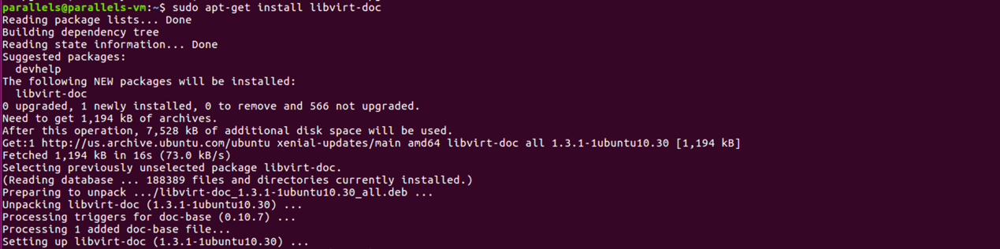 parallels@parallels-vm:~$ sudo apt-get install libvirt-doc
Reading package lists... Done
Building dependency tree
Reading state information... Done
Suggested packages:
  devhelp
The following NEW packages will be installed:
  libvirt-doc
0 upgraded, 1 newly installed, 0 to remove and 566 not upgraded.
Need to get 1,194 kB of archives.
After this operation, 7,528 kB of additional disk space will be used.
Get:1 http://us.archive.ubuntu.com/ubuntu xenial-updates/main amd64 libvirt-doc all 1.3.1-1ubuntu10.30 [1,194 kB]
Fetched 1,194 kB in 16s (73.0 kB/s)
Selecting previously unselected package libvirt-doc.
(Reading database ... 188389 files and directories currently installed.)
Preparing to unpack .../libvirt-doc_1.3.1-1ubuntu10.30_all.deb ...
Unpacking libvirt-doc (1.3.1-1ubuntu10.30) ...
Processing triggers for doc-base (0.10.7) ...
Processing 1 added doc-base file...
Setting up libvirt-doc (1.3.1-1ubuntu10.30) ...